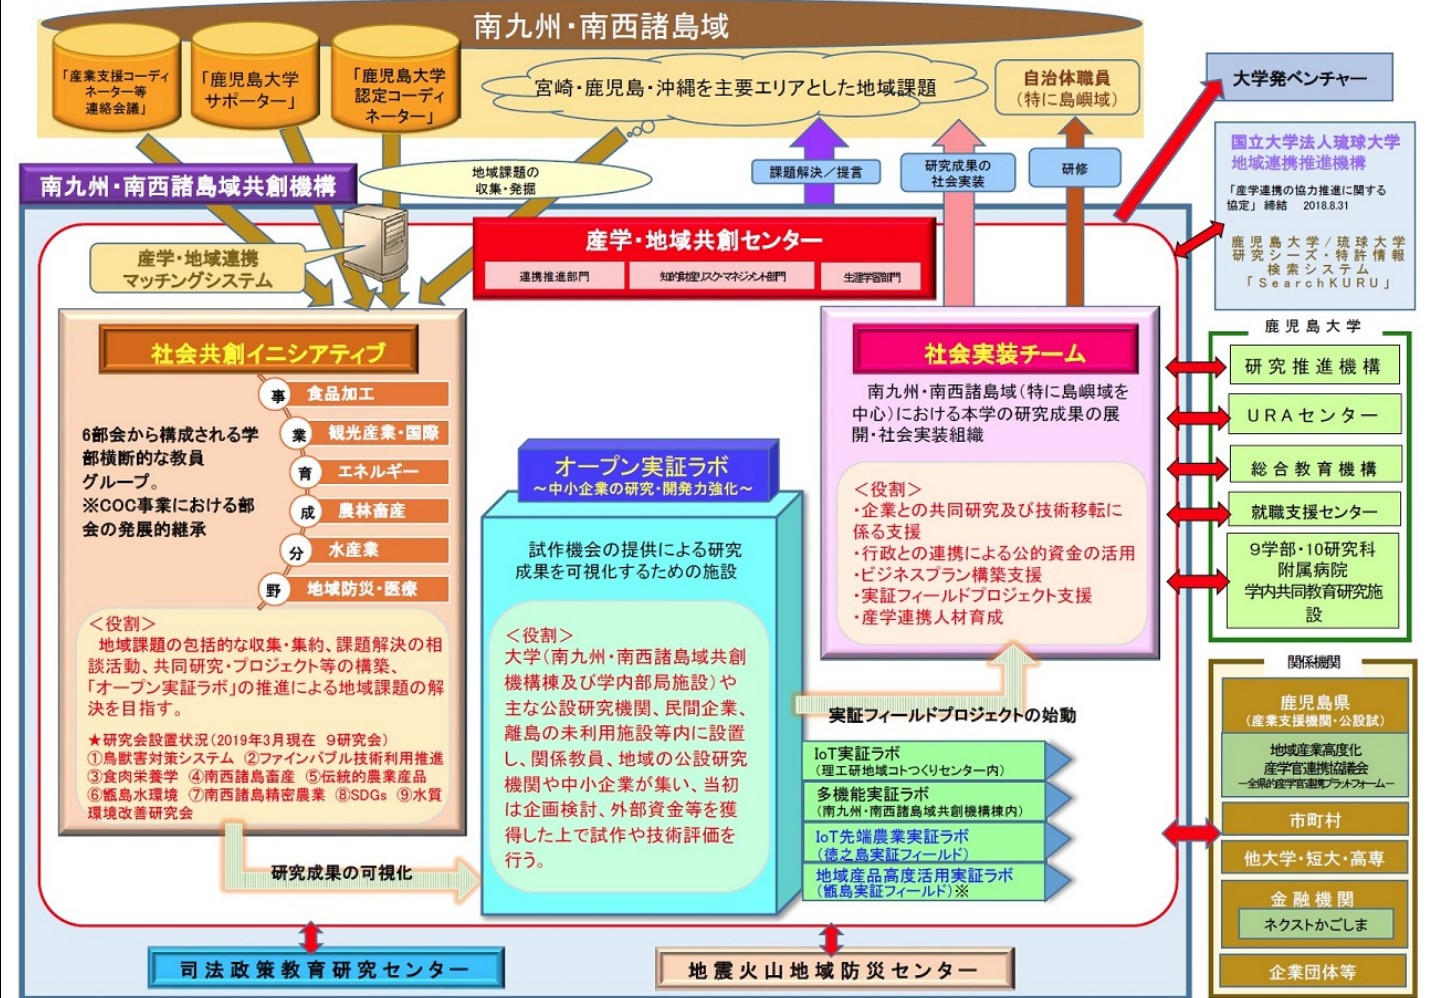 南九州・南西諸島域
「産業支援コーディ
ネーター等
連絡会議」
「鹿児島大学
サポーター」
「鹿児島大学
認定コーディ
ネーター」
宮崎・鹿児島・沖縄を主要エリアとした地域課題
自治体職員
(特に島嶼域)
大学発ベンチャー
南九州・南西諸島域共創機構
地域課題の
収集・発掘
課題解決／提言
研究成果の
社会実装
研修
国立大学法人琉球大学
地域連携推進機構
「産学連携の協力推進に関する
協定」 締結　2018.8.31
鹿児島大学/琉球大学
研究シーズ・特許情報
検索システム
「SearchKURU」
産学・地域連携
マッチングシステム
産学・地域共創センター
連携推進部門
知的財産リスク・マネジメント部門
生涯学習部門
社会共創イニシアティブ
事 食品加工
業 観光産業・国際
育 エネルギー
成 農林畜産
分 水産業
野 地域防災・医療
6部会から構成される学
部横断的な教員
グループ。
※COC事業における部
会の発展的継承
＜役割＞
地域課題の包括的な収集・集約、課題解決の相
談活動、共同研究・プロジェクト等の構築、
「オープン実証ラボ」の推進による地域課題の解
決を目指す。
★研究会設置状況(2019年3月現在 9研究会)
①鳥獣害対策システム ②ファインバブル技術利用推進
③食肉栄養学 ④南西諸島畜産 ⑤伝統的農業産品
⑥甑島水環境 ⑦南西諸島精密農業 ⑧SDGs ⑨水質
環境改善研究会
研究成果の可視化
オープン実証ラボ
～中小企業の研究・開発力強化～
試作機会の提供による研究
成果を可視化するための施設
＜役割＞
大学(南九州・南西諸島域共創
機構棟及び学内部局施設)や
主な公設研究機関、民間企業、
離島の未利用施設等内に設置
し、関係教員、地域の公設研究
機関や中小企業が集い、当初
は企画検討、外部資金等を獲
得した上で試作や技術評価を
行う。
社会実装チーム
南九州・南西諸島域(特に島嶼域を
中心)における本学の研究成果の展
開・社会実装組織
＜役割＞
・企業との共同研究及び技術移転に
係る支援
・行政との連携による公的資金の活用
・ビジネスプラン構築支援
・実証フィールドプロジェクト支援
・産学連携人材育成
実証フィールドプロジェクトの始動
IoT実証ラボ
(理工研地域コトつくりセンター内)
多機能実証ラボ
(南九州・南西諸島域共創機構棟内)
IoT先端農業実証ラボ
(徳之島実証フィールド)
地域産品高度活用実証ラボ
(甑島実証フィールド)※
鹿児島大学
研究推進機構
URAセンター
総合教育機構
就職支援センター
9学部・10研究科
附属病院
学内共同教育研究施
設
関係機関
鹿児島県
(産業支援機関・公設試)
地域産業高度化
産学官連携協議会
―全県的産学官連携プラットフォーム―
市町村
他大学・短大・高専
金融機関
ネクストかごしま
企業団体等
司法政策教育研究センター
地震火山地域防災センター